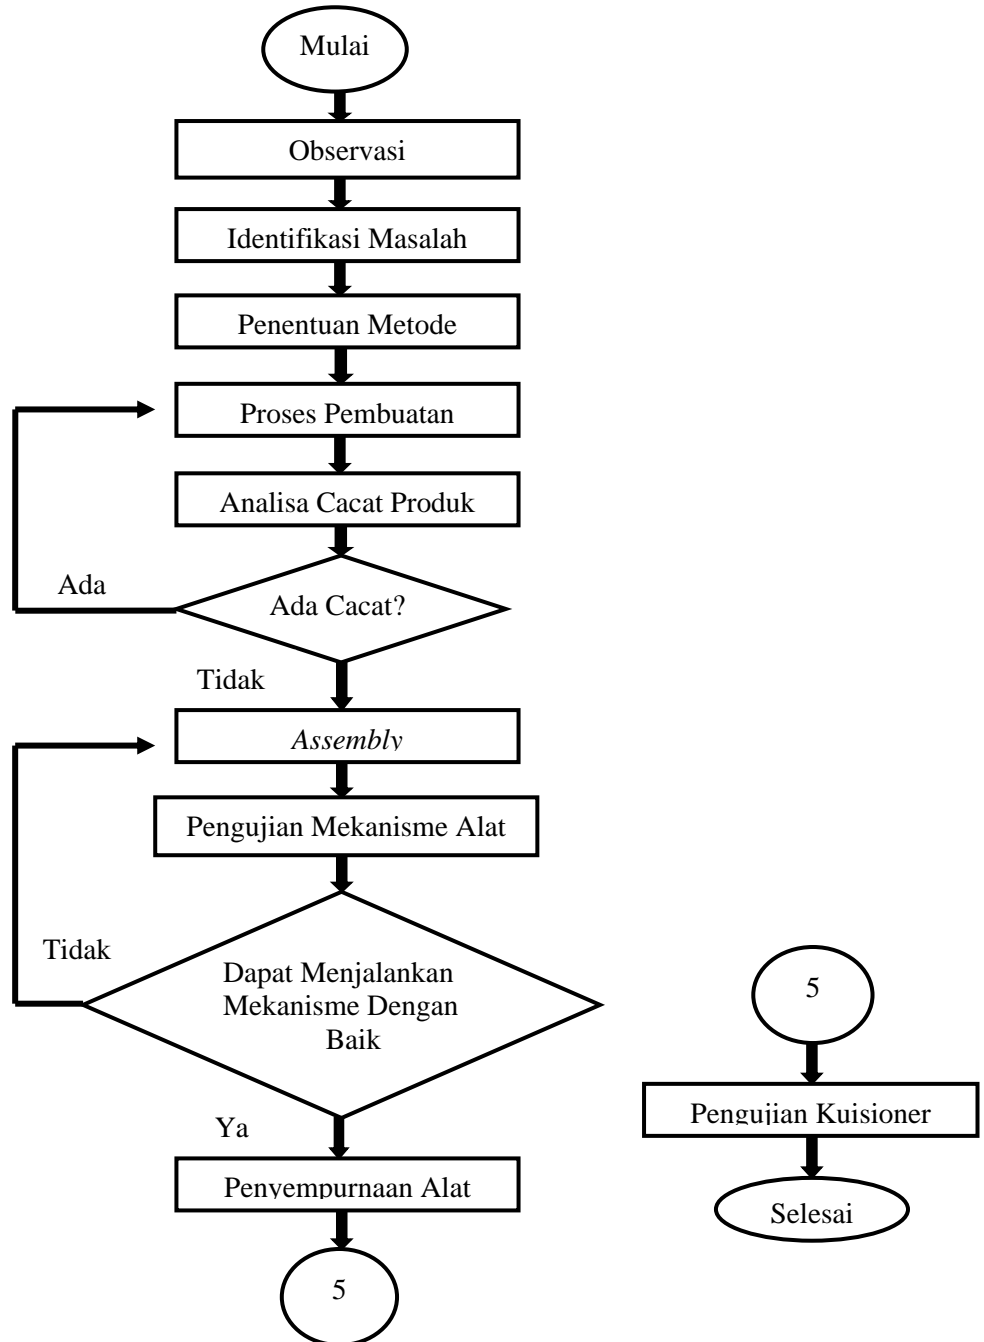 Mulai
Observasi
Identifikasi Masalah
Penentuan Metode
Proses Pembuatan
Analisa Cacat Produk
Ada
Ada Cacat?
Tidak
Assembly
Pengujian Mekanisme Alat
Tidak
Dapat Menjalankan
Mekanisme Dengan
Baik
Ya
Penyempurnaan Alat
5
5
Pengujian Kuisioner
Selesai